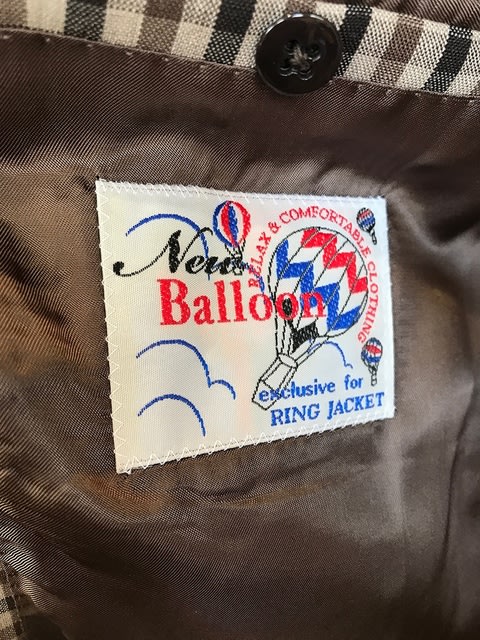 New
Balloon
RELAX & COMFORTABLE CLOTHING
exclusive for
RING JACKET